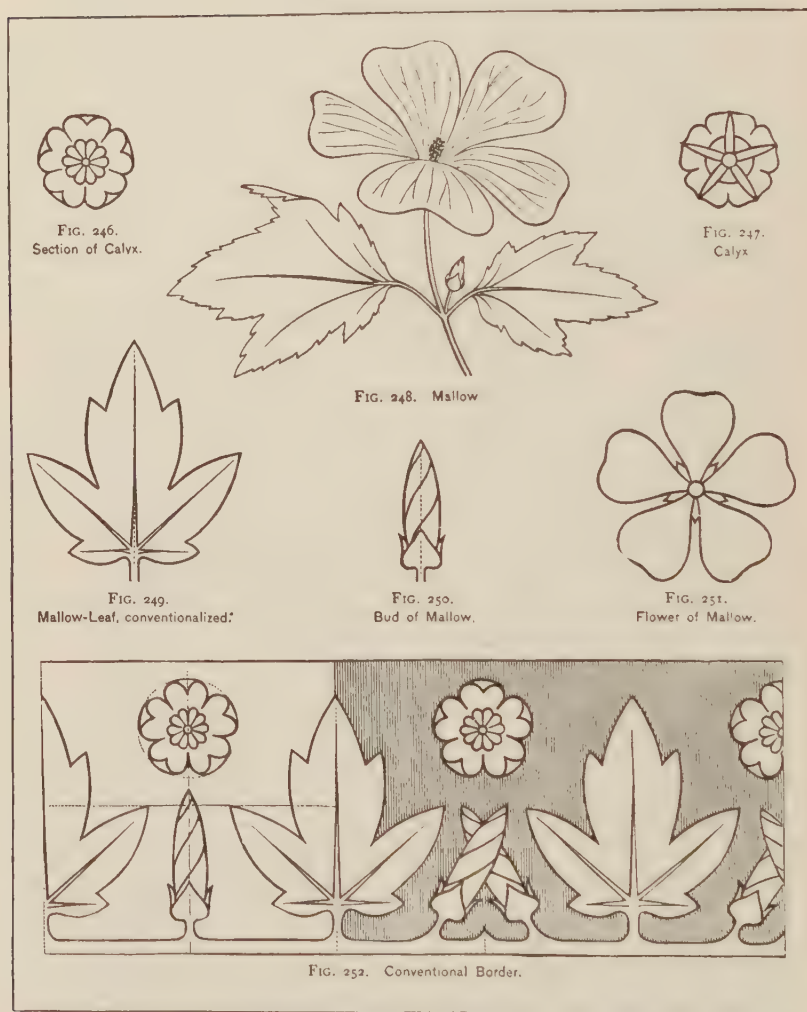 FIG. 246.
Section of Calyx.
FIG. 247.
Calyx
FIG. 248. Mallow
FIG. 249.
Mallow-Leaf, conventionalized.*
FIG. 250.
Bud of Mallow.
FIG. 251.
Flower of Mallow.
FIG. 252. Conventional Border.